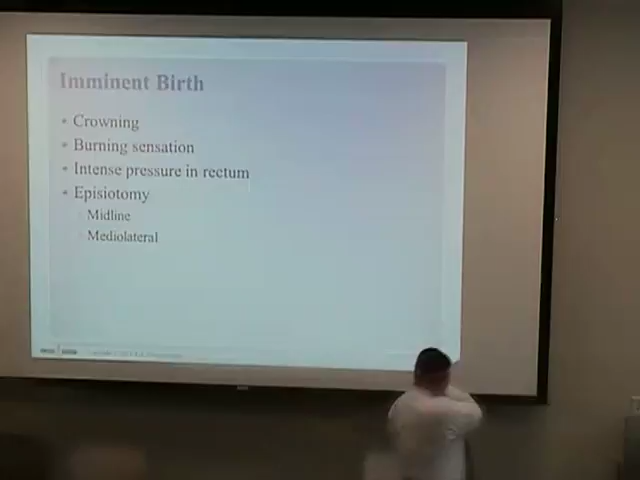 Imminent Birth
Crowning
Burning sensation
Intense pressure in rectum
Episiotomy
Midline
Mediolateral